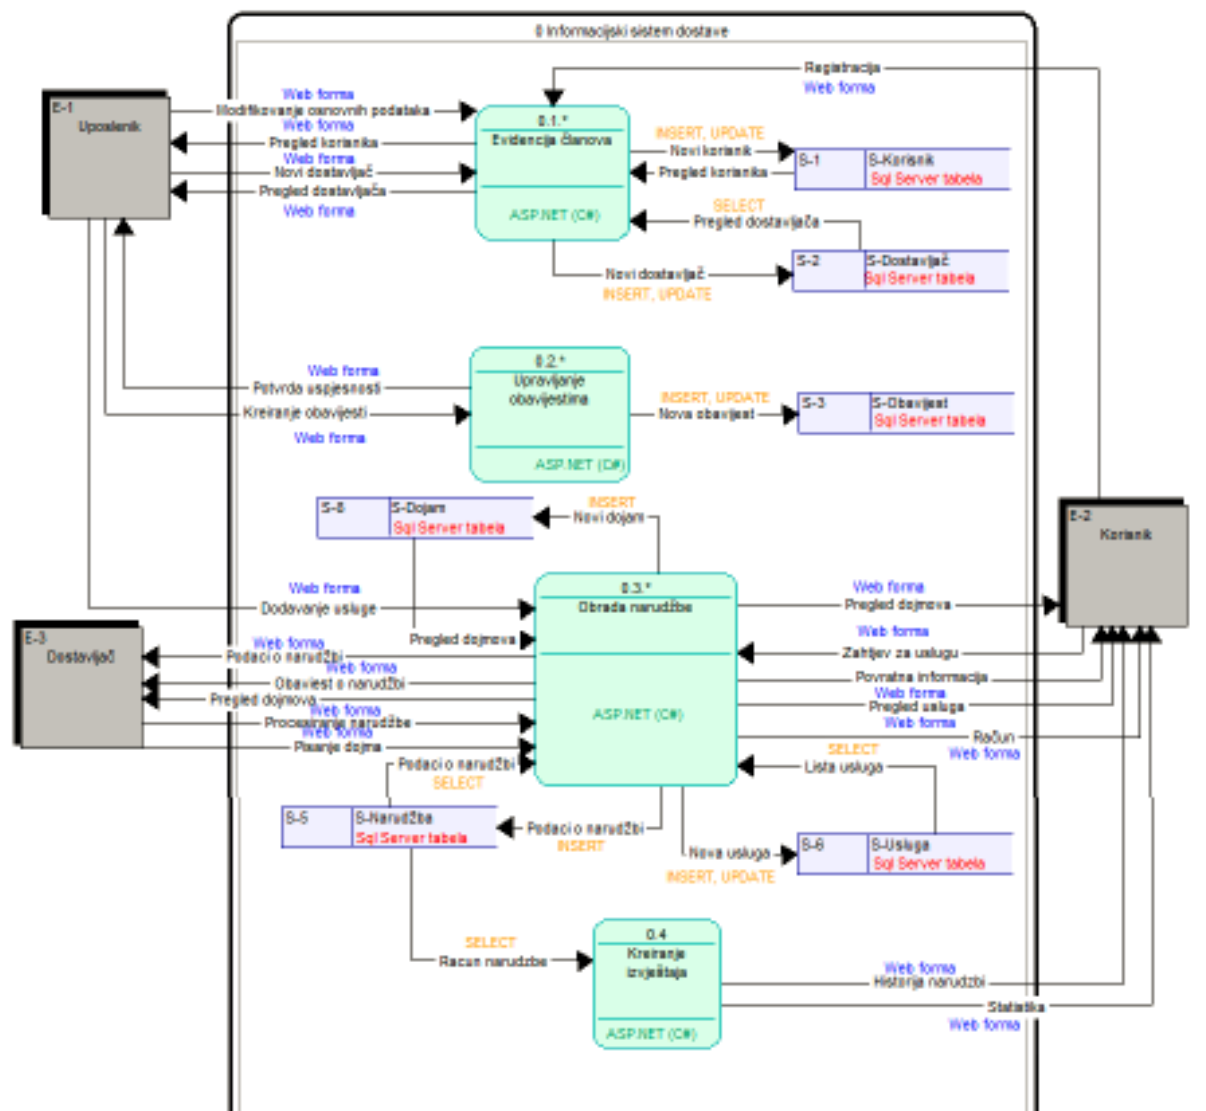 0 Informacijski sistem dostave
Registracija
Web forma
E-1
Uposlenik
Web forma
Modifikovanje osnovnih podataka
Web forma
Pregled korisnika
Web forma
Novi dostavljač
Pregled dostavljača
Web forma
0.1.*
Evidencija članova
ASP.NET (C#)
INSERT, UPDATE
Novi korisnik
Pregled korisnika
S-1
S-Korisnik
Sql Server tabela
SELECT
Pregled dostavljača
S-2
S-Dostavljač
Sql Server tabela
Novi dostavljač
INSERT, UPDATE
Web forma
Potvrda uspjesnosti
Kreiranje obavijesti
Web forma
0.2.*
Upravljanje
obavijestima
ASP.NET (C#)
INSERT, UPDATE
Nova obavijest
S-3
S-Obavijest
Sql Server tabela
S-8
S-Dojam
Sql Server tabela
INSERT
Novi dojam
E-2
Korisnik
Web forma
Dodavanje usluge
Pregled dojmova
0.3.*
Obrada narudžbe
ASP.NET (C#)
Web forma
Pregled dojmova
Web forma
Zahtjev za uslugu
Povratna informacija
Web forma
Pregled usluga
Web forma
Račun
Web forma
E-3
Dostavljač
Web forma
Podaci o narudžbi
Web forma
Obaviest o narudžbi
Pregled dojmova
Web forma
Procesiranje narudžbe
Web forma
Pisanje dojma
Podaci o narudžbi
SELECT
SELECT
Lista usluga
S-5
S-Narudžba
Sql Server tabela
Podaci o narudžbi
INSERT
Nova usluga
INSERT, UPDATE
S-6
S-Usluga
Sql Server tabela
SELECT
Racun narudzbe
0.4
Kreiranje
izvještaja
ASP.NET (C#)
Web forma
Historija narudzbi
Statistika
Web forma